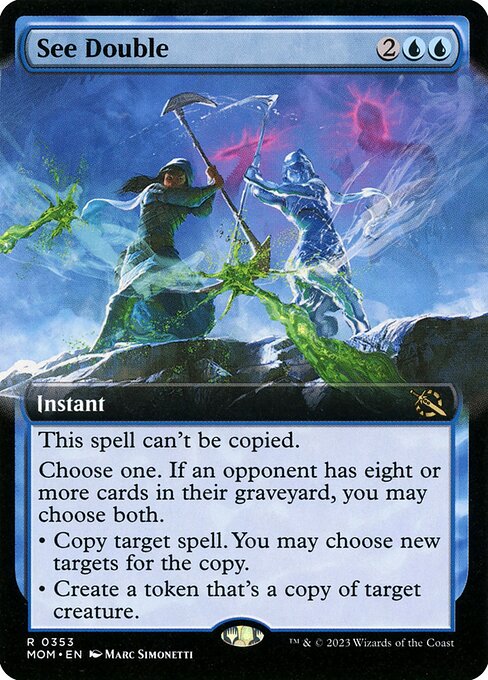 See Double 2
Instant
This spell can't be copied.
Choose one. If an opponent has eight or
more cards in their graveyard, you may
choose both.
• Copy target spell. You may choose new
targets for the copy.
• Create a token that's a copy of target
creature.
R 0353
MOM • EN Marc Simonetti
™ & © 2023 Wizards of the Coast